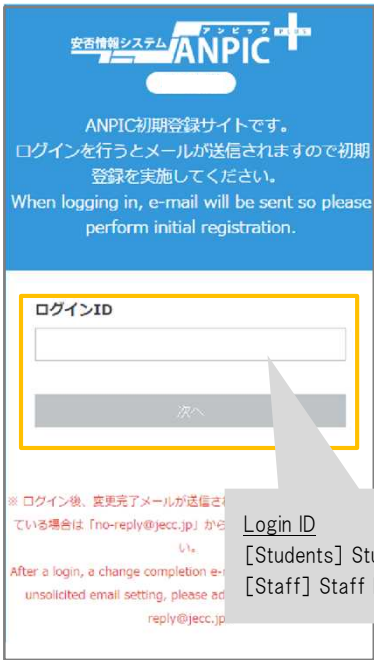 アンピック PLUS
安否情報システム ANPIC
ANPIC初期登録サイトです。
ログインを行うとメールが送信されますので初期
登録を実施してください。
When logging in, e-mail will be sent so please
perform initial registration.
ログインID
次へ
※ ログイン後、変更完了メールが送信さ
ている場合は「no-reply@jecc.jp」から
い。
After a login, a change completion e-
unsolicited email setting, please ad
reply@jecc.jp
Login ID
[Students] Stu
[Staff] Staff